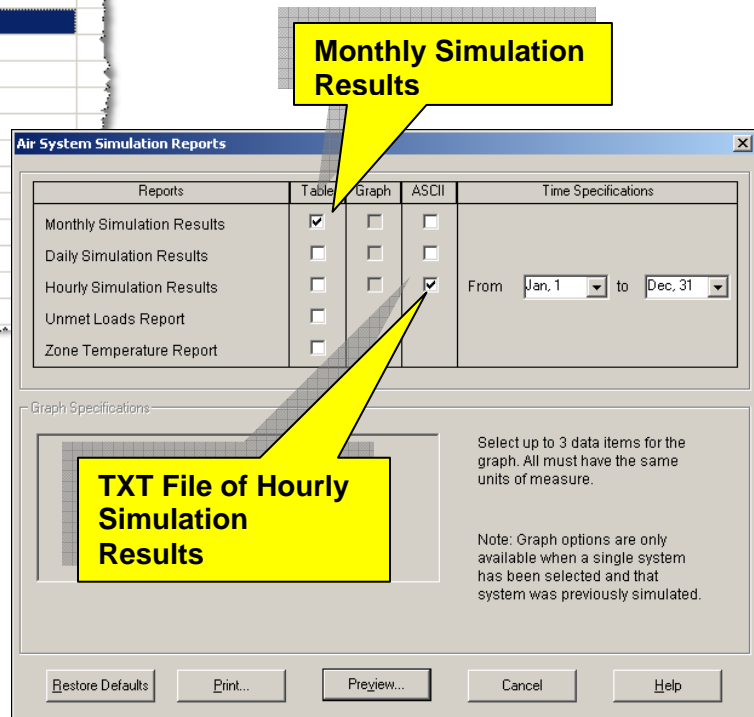 Monthly Simulation
Results
Air System Simulation Reports
Reports Table Graph ASCII Time Specifications
Monthly Simulation Results
Daily Simulation Results
Hourly Simulation Results From Jan, 1 to Dec, 31
Unmet Loads Report
Zone Temperature Report
Graph Specifications
Select up to 3 data items for the
graph. All must have the same
units of measure.
TXT File of Hourly
Simulation
Results
Note: Graph options are only
available when a single system
has been selected and that
system was previously simulated.
Restore Defaults Print... Preview... Cancel Help